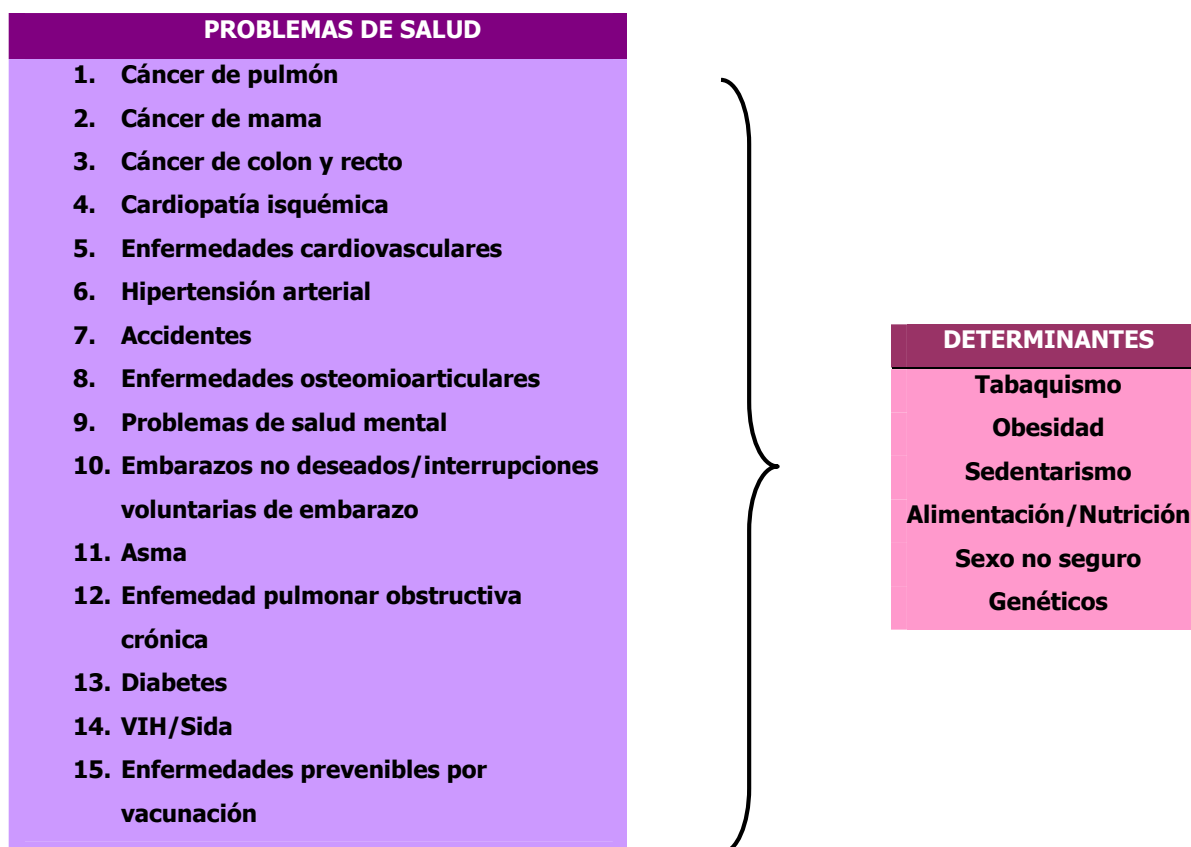 PROBLEMAS DE SALUD
1. Cáncer de pulmón
2. Cáncer de mama
3. Cáncer de colon y recto
4. Cardiopatía isquémica
5. Enfermedades cardiovasculares
6. Hipertensión arterial
7. Accidentes
8. Enfermedades osteomioarticulares
9. Problemas de salud mental
10. Embarazos no deseados/interrupciones
voluntarias de embarazo
11. Asma
12. Enfemedad pulmonar obstructiva
crónica
13. Diabetes
14. VIH/Sida
15. Enfermedades prevenibles por
vacunación
DETERMINANTES
Tabaquismo
Obesidad
Sedentarismo
Alimentación/Nutrición
Sexo no seguro
Genéticos